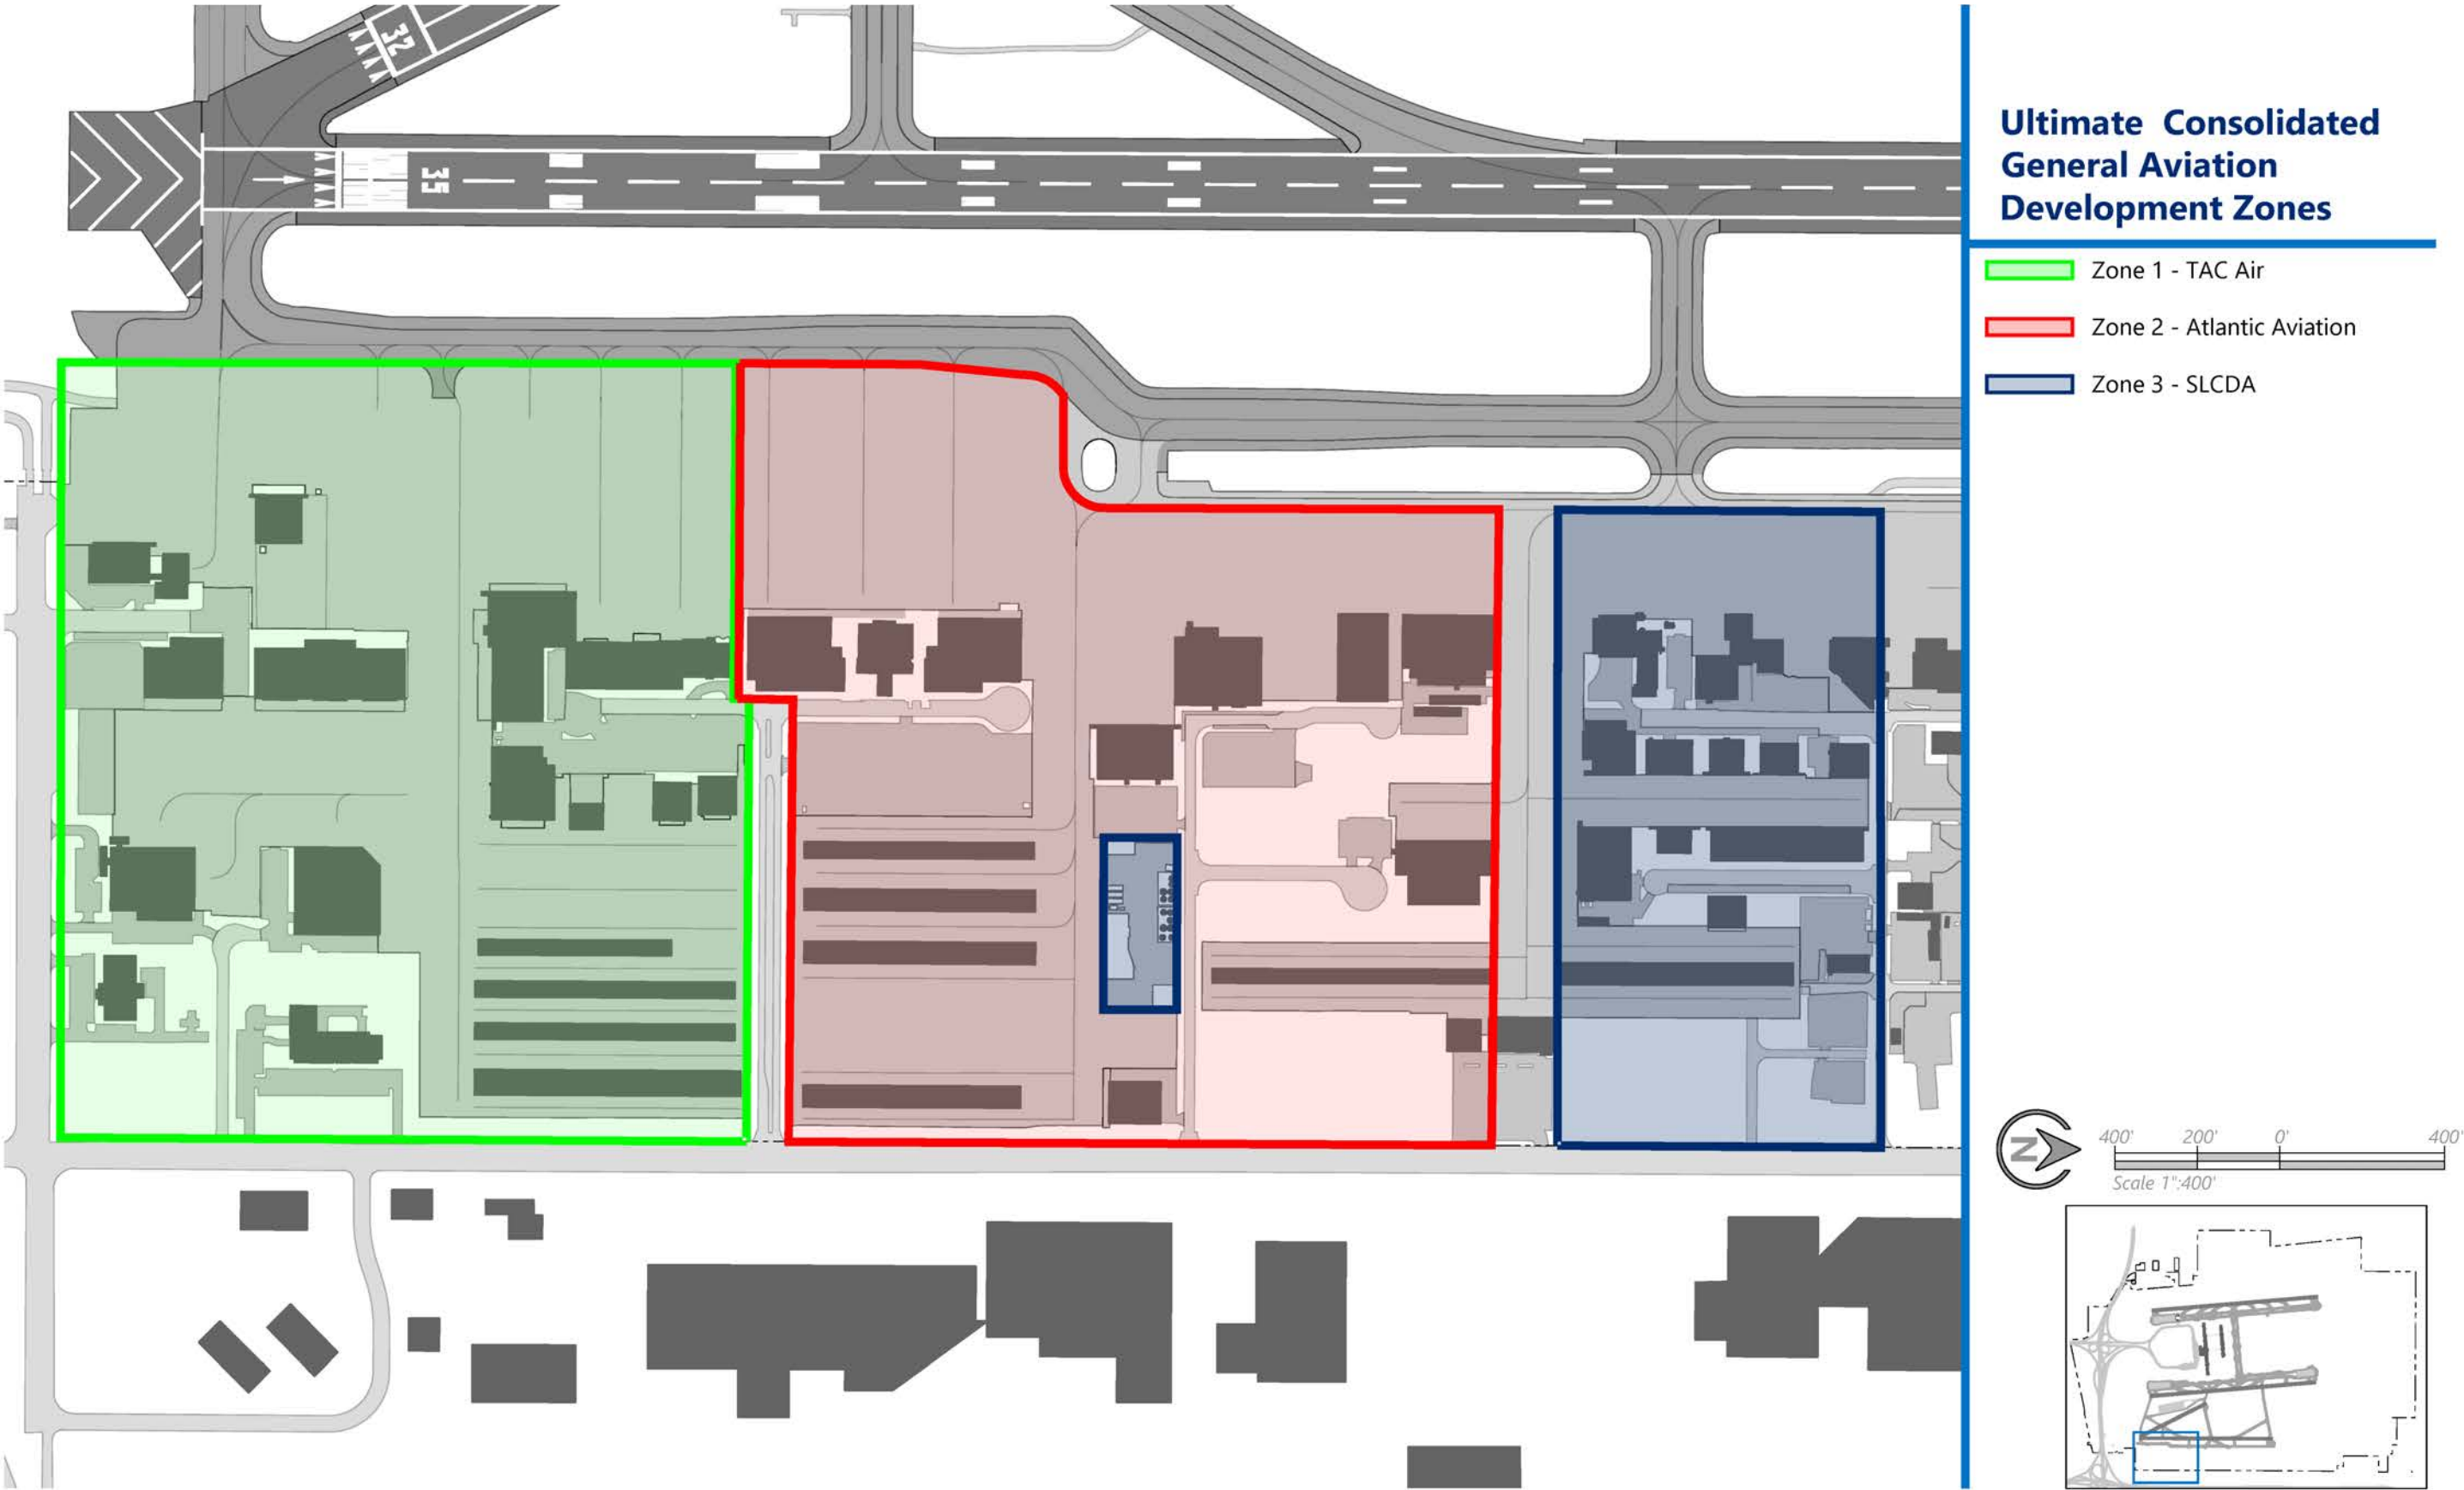 32
35
Ultimate Consolidated
General Aviation
Development Zones
Zone 1 - TAC Air
Zone 2 - Atlantic Aviation
Zone 3 - SLCDA
N
400' 200' 0' 400'
Scale 1":400'